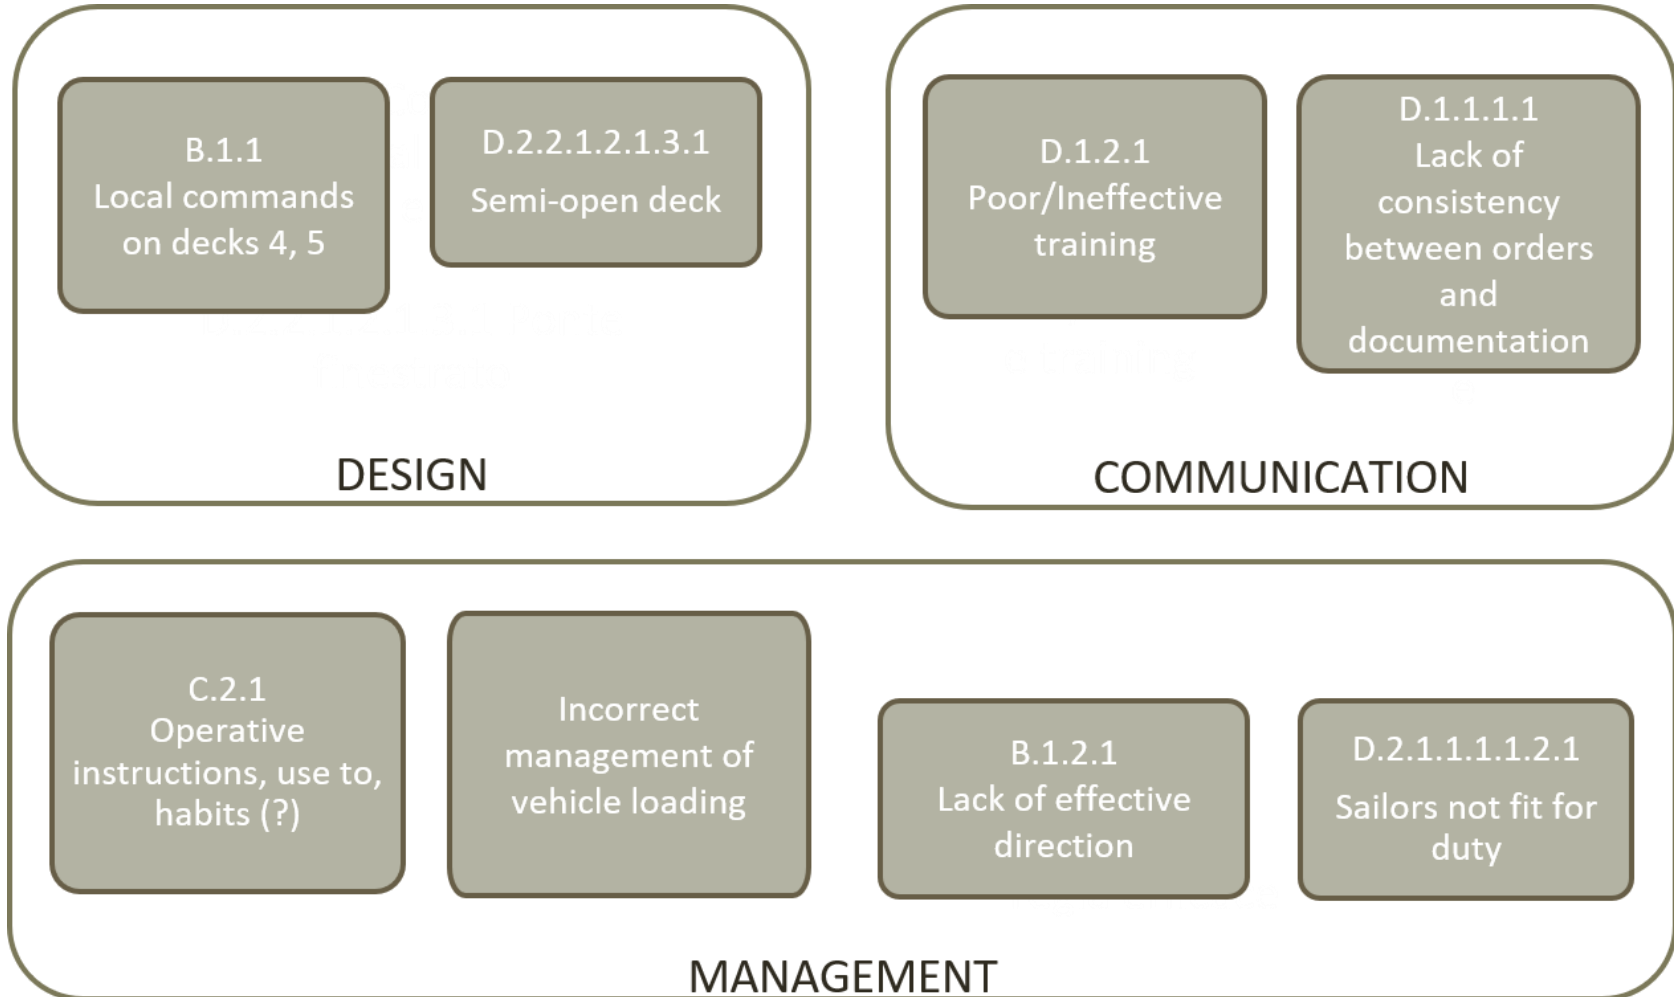 B.1.1
Local commands
on decks 4, 5
D.2.2.1.2.1.3.1
Semi-open deck
DESIGN
D.1.2.1
Poor/Ineffective
training
D.1.1.1.1
Lack of
consistency
between orders
and
documentation
COMMUNICATION
C.2.1
Operative
instructions, use to,
habits (?)
Incorrect
management of
vehicle loading
B.1.2.1
Lack of effective
direction
D.2.1.1.1.1.2.1
Sailors not fit for
duty
MANAGEMENT